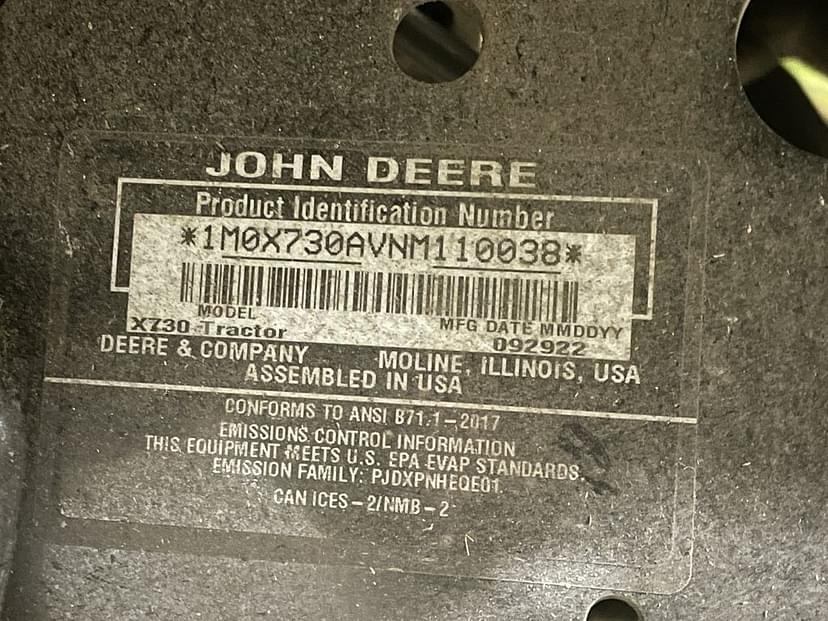 JOHN DEERE
Product Identification Number
*1M0X730AVNM110038*
MODEL MFG DATE MMDDYY
X730 Tractor 092922
DEERE & COMPANY MOLINE, ILLINOIS, USA
ASSEMBLED IN USA
CONFORMS TO ANSI B71.1-2017
EMISSIONS CONTROL INFORMATION
THIS EQUIPMENT MEETS U.S. EPA EVAP STANDARDS.
EMISSION FAMILY: PJDXPNHEQE01.
CAN ICES-2/NMB-2